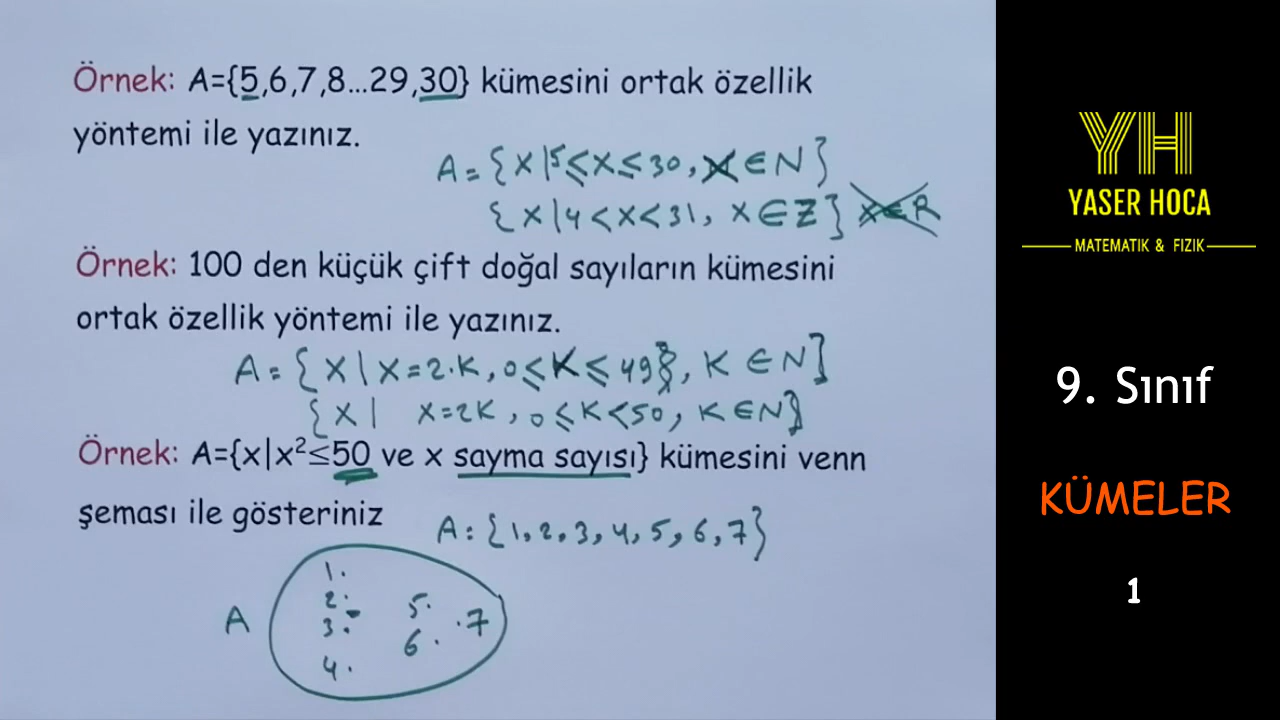 Örnek: A={5,6,7,8...29,30} kümesini ortak özellik
yöntemi ile yazınız.
A={x|5≤x≤30, x∈N}
{x|4<x<31, x∈Z} x∈R
Örnek: 100 den küçük çift doğal sayıların kümesini
ortak özellik yöntemi ile yazınız.
A={x|x=2.K, 0≤K≤49}, K∈N}
{x| x=2K, 0≤K<50, K∈N}
Örnek: A={x|x²≤50 ve x sayma sayısı} kümesini venn
şeması ile gösteriniz
A:{1,2,3,4,5,6,7}
A
1.
2.
3.
4.
5.
6.
.7
YH
YASER HOCA
MATEMATIK & FIZIK
9. Sınıf
KÜMELER
1